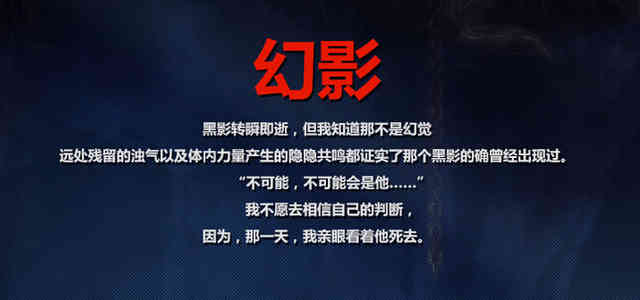 幻影
黑影转瞬即逝，但我知道那不是幻觉
远处残留的浊气以及体内力量产生的隐隐共鸣都证实了那个黑影的确曾经出现过。
“不可能，不可能会是他……”
我不愿去相信自己的判断，
因为，那一天，我亲眼看着他死去。